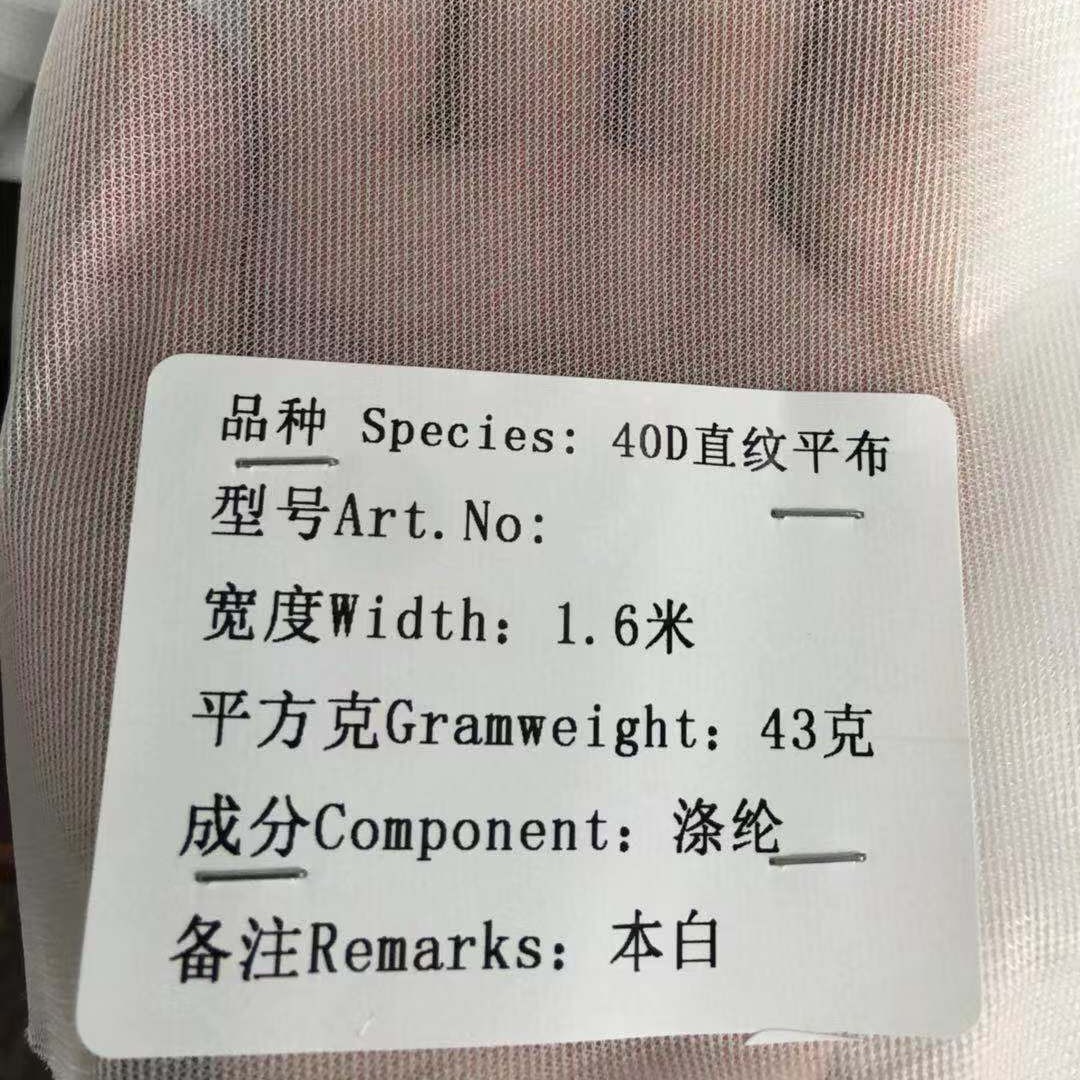 品种 Species: 40D直纹平布
型号Art.No:
宽度Width: 1.6米
平方克Gramweight: 43克
成分Component: 涤纶
备注Remarks: 本白